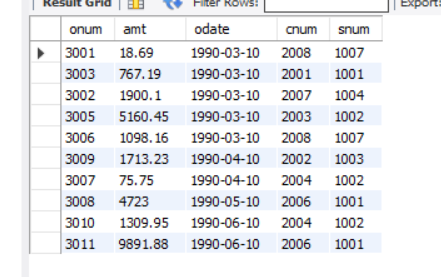 Result Grid Filter Rows: Export:
onum amt odate cnum snum
3001 18.69 1990-03-10 2008 1007
3003 767.19 1990-03-10 2001 1001
3002 1900.1 1990-03-10 2007 1004
3005 5160.45 1990-03-10 2003 1002
3006 1098.16 1990-03-10 2008 1007
3009 1713.23 1990-04-10 2002 1003
3007 75.75 1990-04-10 2004 1002
3008 4723 1990-05-10 2006 1001
3010 1309.95 1990-06-10 2004 1002
3011 9891.88 1990-06-10 2006 1001